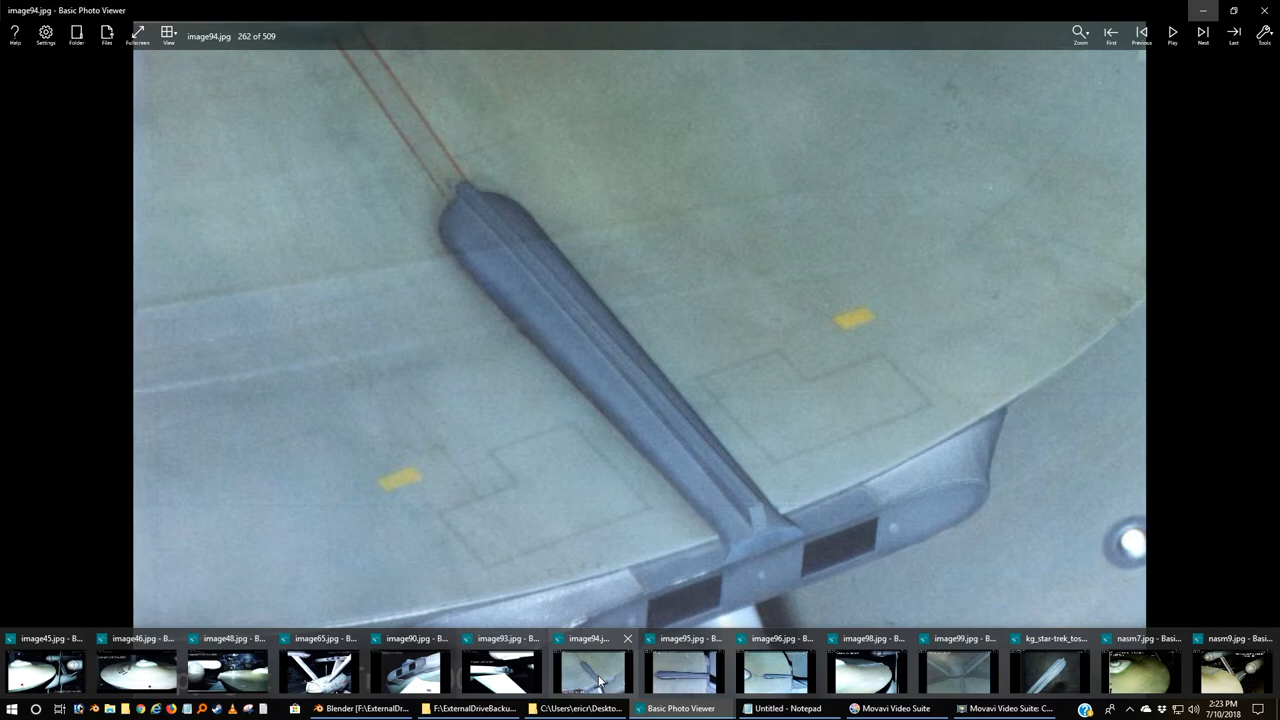 image94.jpg - Basic Photo Viewer
Help
Settings
Folder
Files
Fullscreen
View
image94.jpg 262 of 509
Zoom
First
Previous
Play
Next
Last
Tools
image45.jpg - B...
image46.jpg - B...
image48.jpg - B...
image65.jpg - B...
image90.jpg - B...
image93.jpg - B...
image94.j...
image95.jpg - B...
image96.jpg - B...
image98.jpg - B...
image99.jpg - B...
kg_star-trek_tos...
nasm7.jpg - Basi...
nasm9.jpg - Basi...
Blender [F:\ExternalDr...
F:\ExternalDriveBacku...
C:\Users\eric\Deskto...
Basic Photo Viewer
Untitled - Notepad
Movavi Video Suite
Movavi Video Suite: C...
2:23 PM
7/10/2018